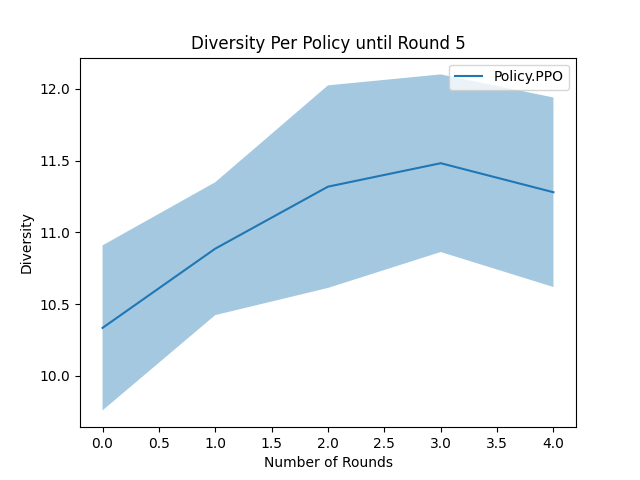 Diversity Per Policy until Round 5
Policy.PPO
12.0
11.5
11.0
10.5
10.0
Diversity
0.0 0.5 1.0 1.5 2.0 2.5 3.0 3.5 4.0
Number of Rounds